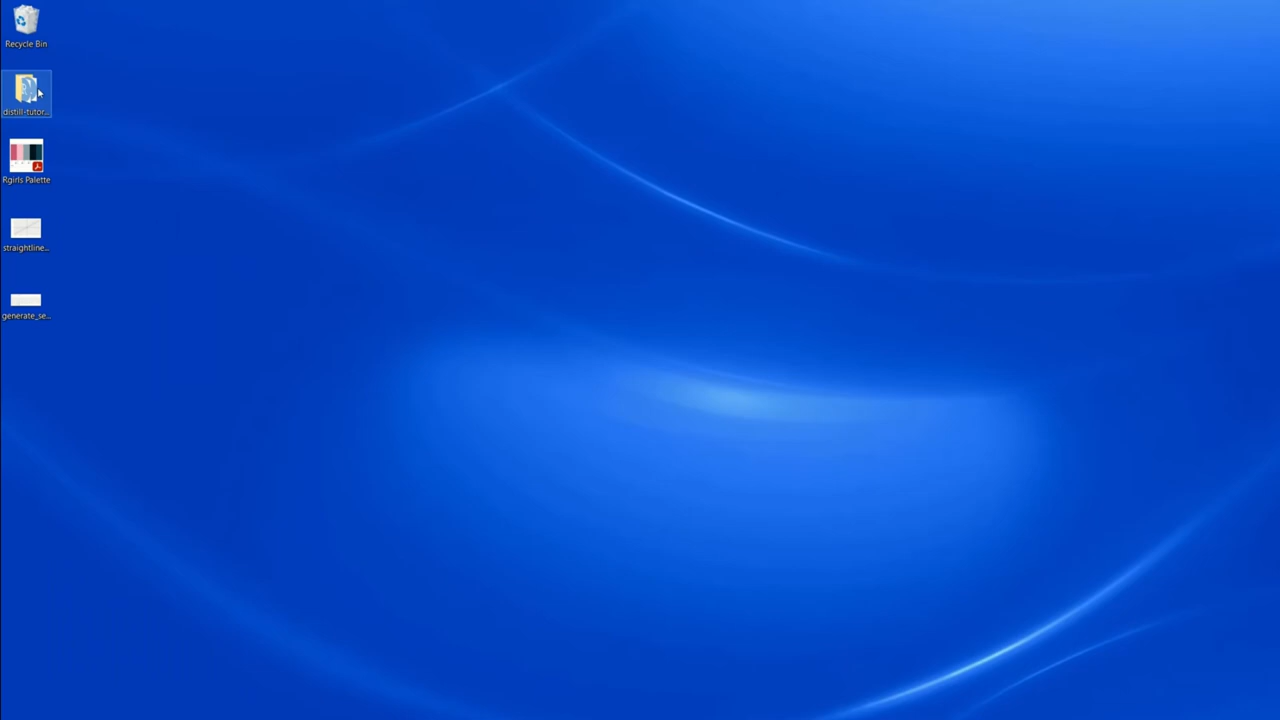 Recycle Bin
distill-tutor...
Rgirls Palette
straightline...
generate_se...